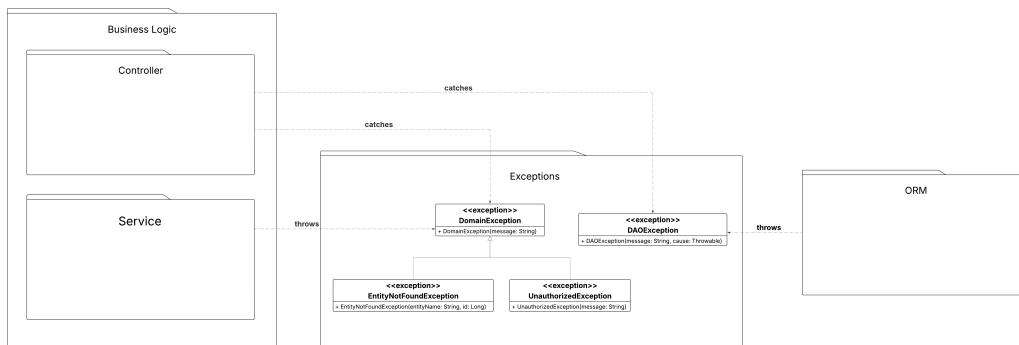 Business Logic
Controller
catches
catches
Exceptions
ORM
Service
throws
<<exception>>
DomainException
+ DomainException(message: String)
<<exception>>
DAOException
+ DAOException(message: String, cause: Throwable)
throws
<<exception>>
EntityNotFoundException
+ EntityNotFoundException(entityName: String, id: Long)
<<exception>>
UnauthorizedException
+ UnauthorizedException(message: String)